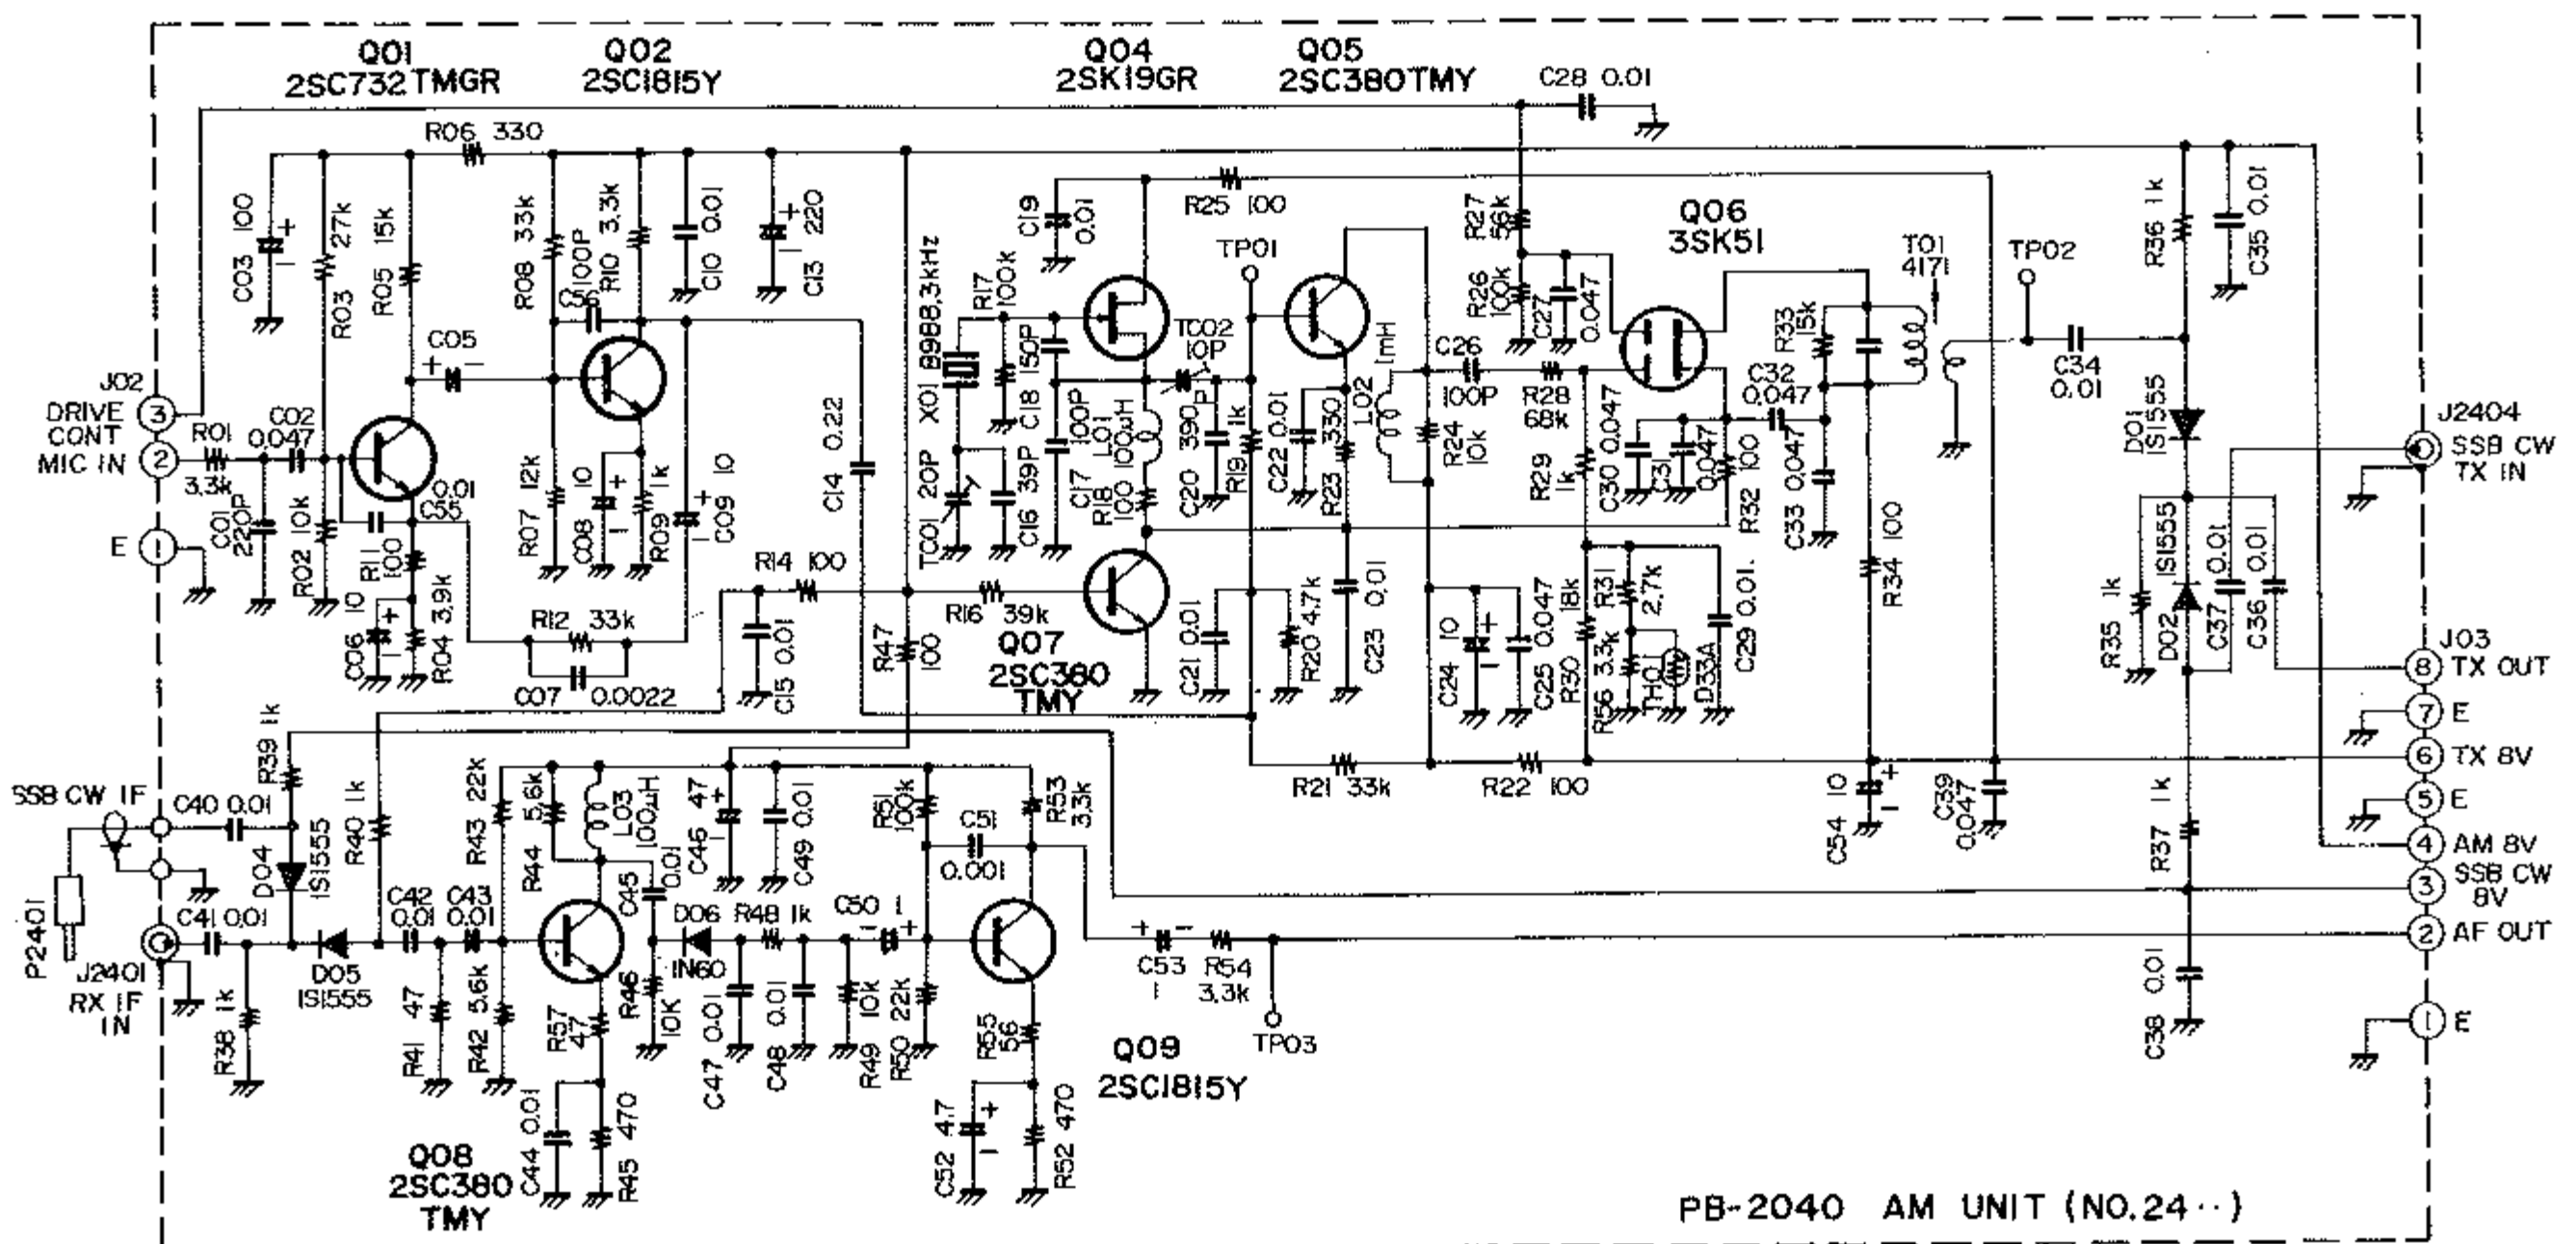 Q01
2SC732TMGR
Q02
2SC1815Y
Q04
2SK19GR
Q05
2SC380TMY
C28 0.01
R06 330
C03 100
R03 27k
R05 15k
R08 33k
C56 100P
R10 3.3k
C10 0.01
C13 220
X01 8988.3kHz
R17 100k
C19 0.01
R25 100
TP01
R27 56k
R26 100k
C27 0.047
Q06
3SK51
T01
4171
TP02
R36 1k
C35 0.01
C05
J02
3 DRIVE CONT
2 MIC IN
1 E
R01 3.3k
C02 0.047
C01 220P
R02 10k
C55 0.01
R11 100
C06 10
R04 3.9k
R07 12k
C08 10
R09 1k
C09 10
R12 33k
C07 0.0022
C14 0.22
TC01 20P
C16 39P
C18 150P
C17 100P
L01 100µH
R18 100
TC02 10P
C20 390P
R19 1k
C22 0.01
R23 330
L02 1mH
R24 10k
C26 100P
R28 68k
R29 1k
C30 0.047
C31 0.047
R32 100
C32 0.047
R33 15k
C33 0.047
R34 100
C34 0.01
D01 1S1555
J2404
SSB CW
TX IN
R14 100
C15 0.01
R47 100
R16 39k
Q07
2SC380
TMY
C21 0.01
R20 4.7k
C23 0.01
C24 10
C25 0.047
R30 18k
R31 2.7k
R56 3.3k
TH01
D33A
C29 0.01
R35 1k
D02 1S1555
C37 0.01
C36 0.01
J03
8 TX OUT
7 E
6 TX 8V
5 E
4 AM 8V
3 SSB CW 8V
2 AF OUT
1 E
R39 1k
SSB CW IF
C40 0.01
D04 1S1555
R40 1k
R43 22k
R44 5.6k
L03 100µH
C45 0.01
C46 47
C49 0.01
R51 100k
C51 0.001
R53 3.3k
R21 33k
R22 100
C54 10
C39 0.047
R37 1k
P2401
C41 0.01
J2401
RX IF
IN
R38 1k
D05
1S1555
C42 0.01
C43 0.01
R41 47
R42 5.6k
R57 47
R46 10K
D06
1N60
R48 1k
C47 0.01
C48 0.01
R49 10k
C50 1
R50 22k
R55 56
C53 1
R54 3.3k
TP03
C38 0.01
Q09
2SC1815Y
C44 0.01
R45 470
C52 4.7
R52 470
Q08
2SC380
TMY
PB-2040 AM UNIT (NO.24··)